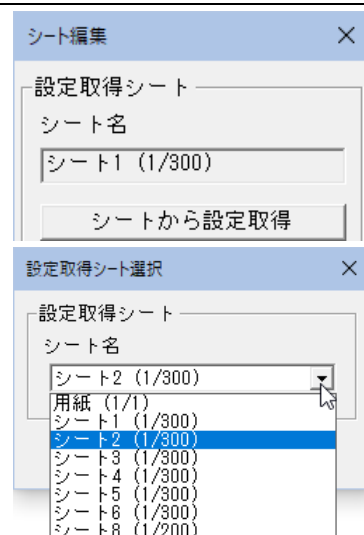 シート編集
設定取得シート
シート名
シート1 (1/300)
シートから設定取得
設定取得シート選択
設定取得シート
シート名
シート2 (1/300)
用紙 (1/1)
シート1 (1/300)
シート2 (1/300)
シート3 (1/300)
シート4 (1/300)
シート5 (1/300)
シート6 (1/300)
シート8 (1/200)